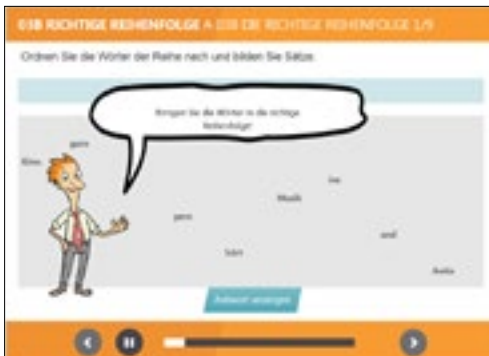 03B RICHTIGE REIHENFOLGE A 03B DIE RICHTIGE REIHENFOLGE 1/9
Ordnen Sie die Wörter der Reihe nach und bilden Sie Sätze.
Bringen Sie die Wörter in die richtige
Reihenfolge!
gern
Kino
ins
Musik
gern
hört
und
Antwort anzeigen